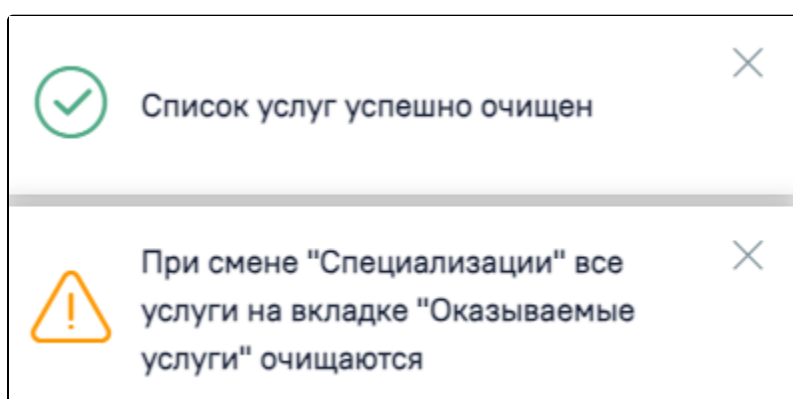 Список услуг успешно очищен
При смене "Специализации" все
услуги на вкладке "Оказываемые
услуги" очищаются